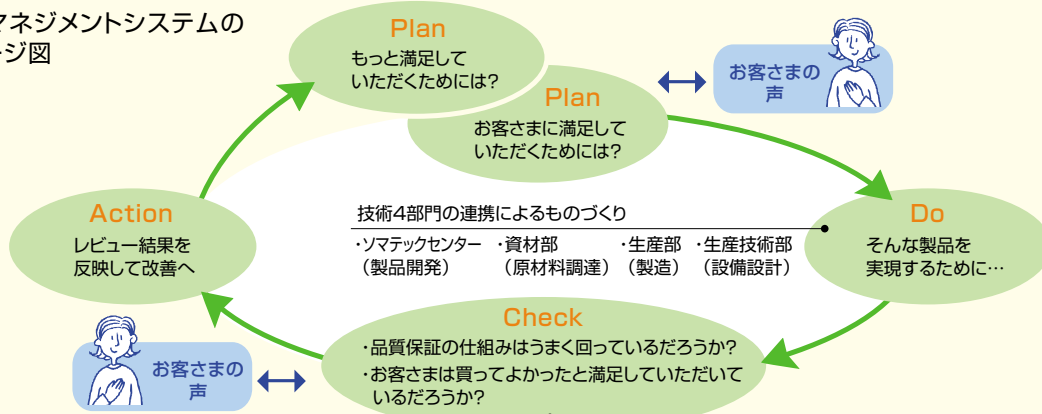 マネジメントシステムの
ージ図
Plan
もっと満足して
いただくためには?
Plan
お客さまに満足して
いただくためには?
お客さまの
声
Action
レビュー結果を
反映して改善へ
技術4部門の連携によるものづくり
・ソマテックセンター ・資材部 ・生産部 ・生産技術部
（製品開発） （原材料調達） （製造） （設備設計）
Do
そんな製品を
実現するために…
Check
・品質保証の仕組みはうまく回っているだろうか?
・お客さまは買ってよかったと満足していただいて
いるだろうか?
お客さまの
声